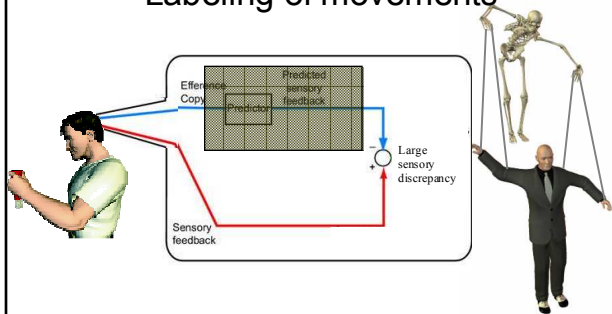 Labeling of movements
Efference
Copy
Predictor
Predicted
sensory
feedback
Large
sensory
discrepancy
Sensory
feedback
− 
+